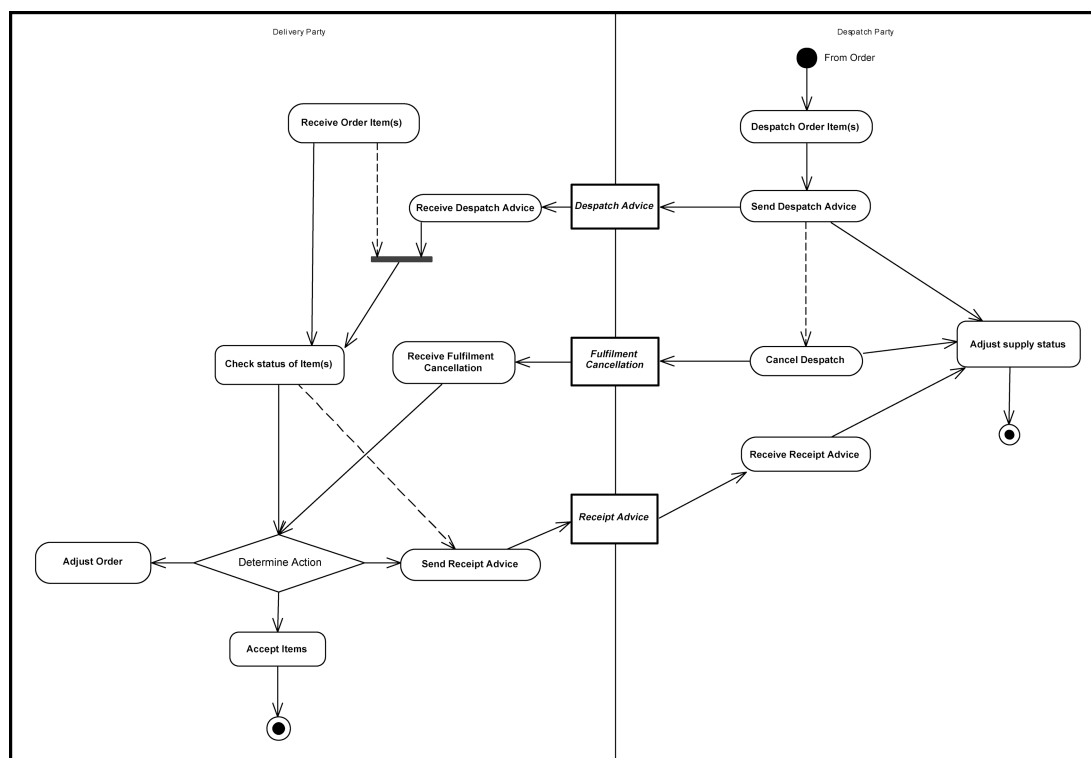 Delivery Party
Despatch Party
From Order
Receive Order Item(s)
Despatch Order Item(s)
Receive Despatch Advice
Despatch Advice
Send Despatch Advice
Check status of Item(s)
Receive Fulfilment
Cancellation
Fulfilment
Cancellation
Cancel Despatch
Adjust supply status
Receive Receipt Advice
Receipt Advice
Adjust Order
Determine Action
Send Receipt Advice
Accept Items